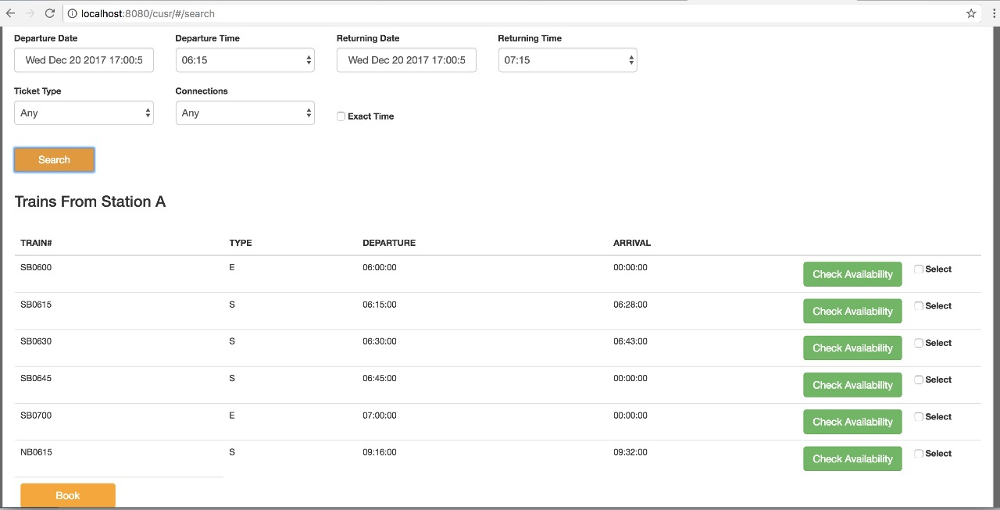 localhost:8080/cusr/#/search
Departure Date Departure Time Returning Date Returning Time
Wed Dec 20 2017 17:00:5 06:15 Wed Dec 20 2017 17:00:5 07:15
Ticket Type Connections
Any Any Exact Time
Search
Trains From Station A
TRAIN# TYPE DEPARTURE ARRIVAL
SB0600 E 06:00:00 00:00:00 Check Availability Select
SB0615 S 06:15:00 06:28:00 Check Availability Select
SB0630 S 06:30:00 06:43:00 Check Availability Select
SB0645 S 06:45:00 00:00:00 Check Availability Select
SB0700 E 07:00:00 00:00:00 Check Availability Select
NB0615 S 09:16:00 09:32:00 Check Availability Select
Book